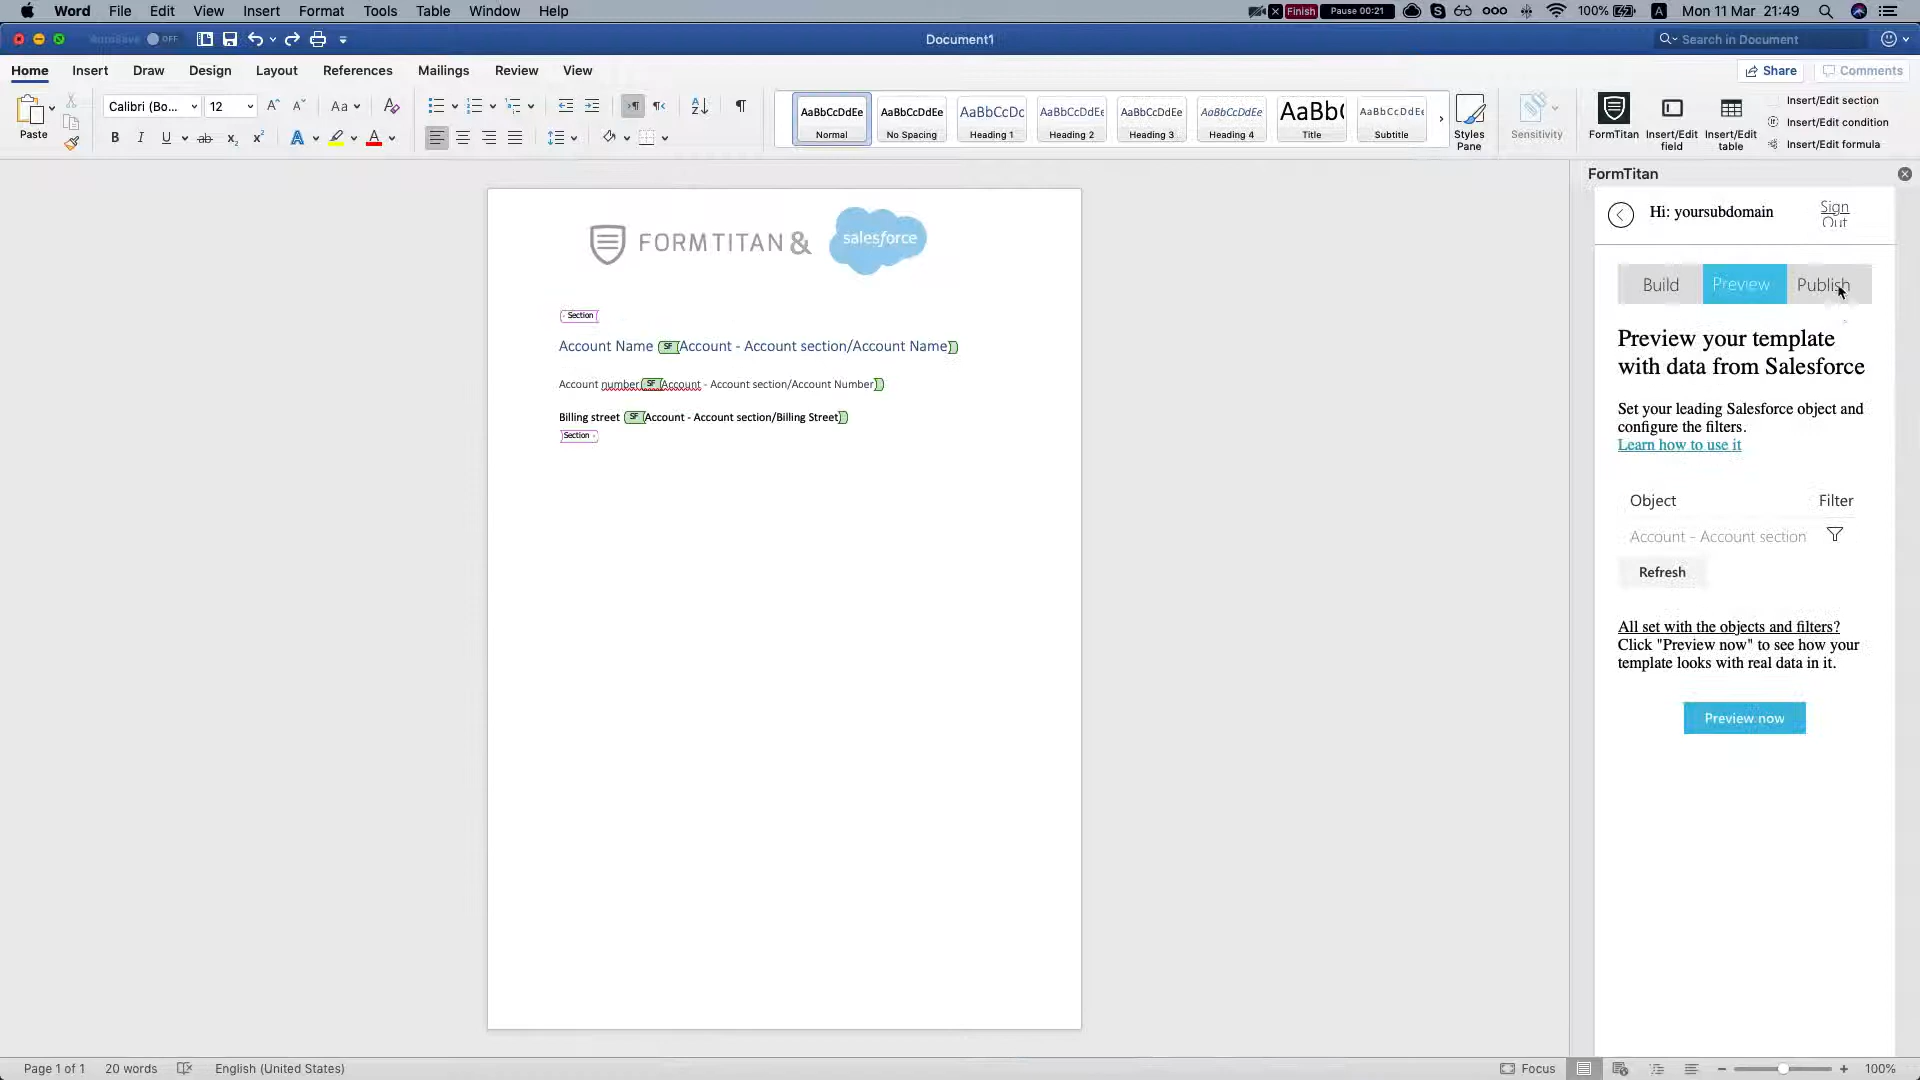 Word File Edit View Insert Format Tools Table Window Help
Finish Pause 00:21 100% A Mon 11 Mar 21:49
AutoSave OFF
Document1
Search in Document
Home Insert Draw Design Layout References Mailings Review View
Share Comments
Paste
Calibri (Bo... 12
AaBbCcDdEe AaBbCcDdEe AaBbCcDc AaBbCcDdEe AaBbCcDdEe AaBbCcDdEe AaBb( AaBbCcDdEe
Normal No Spacing Heading 1 Heading 2 Heading 3 Heading 4 Title Subtitle
Styles Pane
Sensitivity
FormTitan
Insert/Edit field
Insert/Edit table
Insert/Edit section
Insert/Edit condition
Insert/Edit formula
FORMTITAN & salesforce
Section
Account Name SF Account - Account section/Account Name
Account number SF Account - Account section/Account Number
Billing street SF Account - Account section/Billing Street
Section
FormTitan
Hi: yoursubdomain
Sign Out
Build Preview Publish
Preview your template
with data from Salesforce
Set your leading Salesforce object and
configure the filters.
Learn how to use it
Object Filter
Account - Account section
Refresh
All set with the objects and filters?
Click "Preview now" to see how your
template looks with real data in it.
Preview now
Page 1 of 1 20 words English (United States) Focus 100%